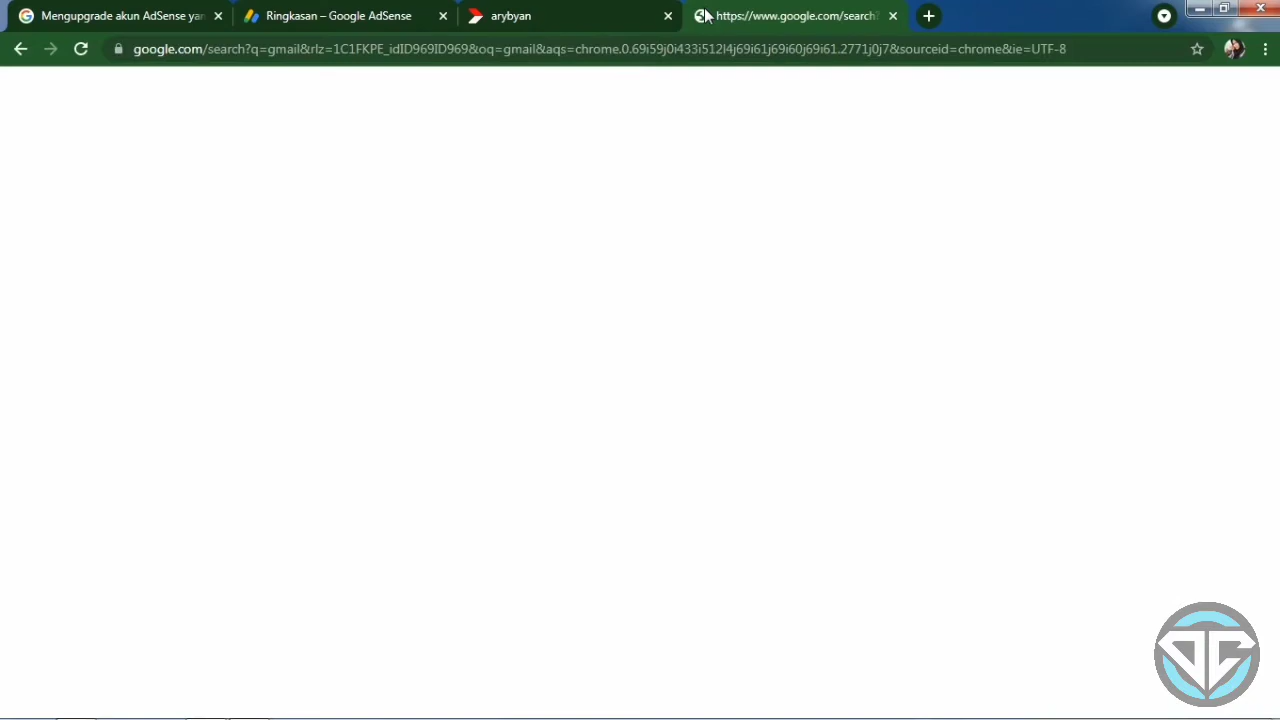 Mengupgrade akun AdSense yan
Ringkasan – Google AdSense
arybyan
https://www.google.com/search?
google.com/search?q=gmail&rlz=1C1FKPE_idID969ID969&oq=gmail&aqs=chrome.0.69i59j0i433i512l4j69i61j69i60j69i61.2771j0j7&sourceid=chrome&ie=UTF-8